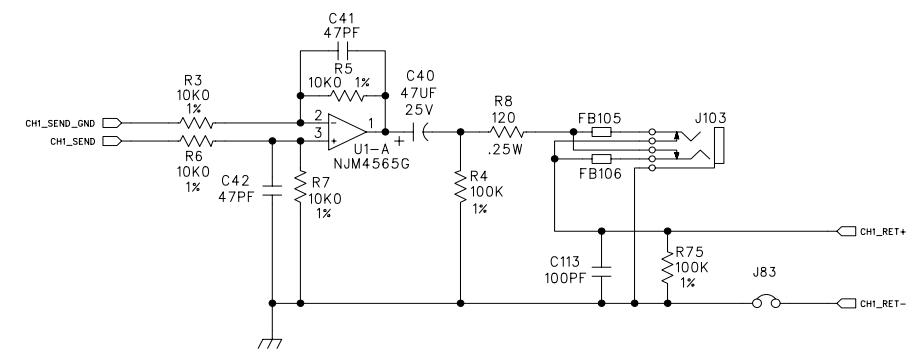 C41
47PF
R5
10K0 1%
C40
47UF
25V
R3
10K0
1%
CH1_SEND_GND
CH1_SEND
R6
10K0
1%
2
3
1
-
+
+
U1-A
NJM4565G
C42
47PF
R7
10K0
1%
R8
120
.25W
R4
100K
1%
FB105
FB106
J103
CH1_RET+
C113
100PF
R75
100K
1%
J83
CH1_RET-